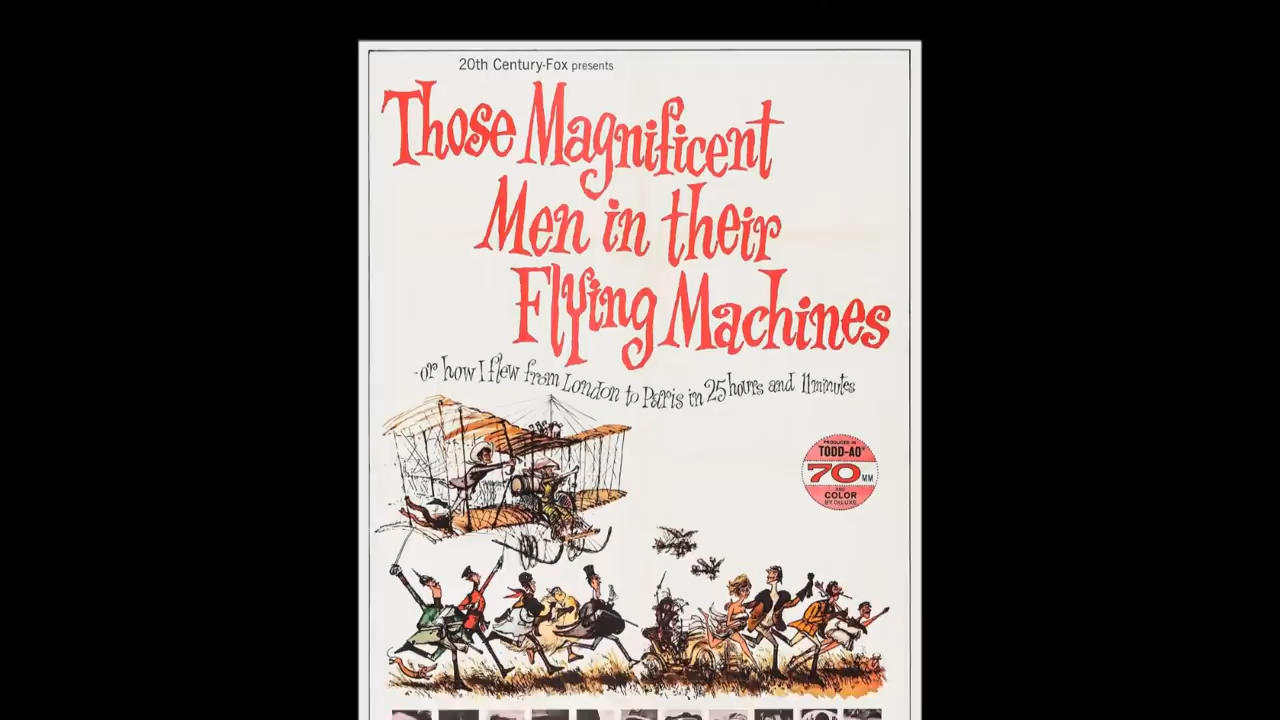 20th Century-Fox presents
Those Magnificent
Men in their
Flying Machines
-or how I flew from London to Paris in 25 hours and 11 minutes
PRODUCED IN
TODD-AO®
70 MM
AND
COLOR
BY DELUXE